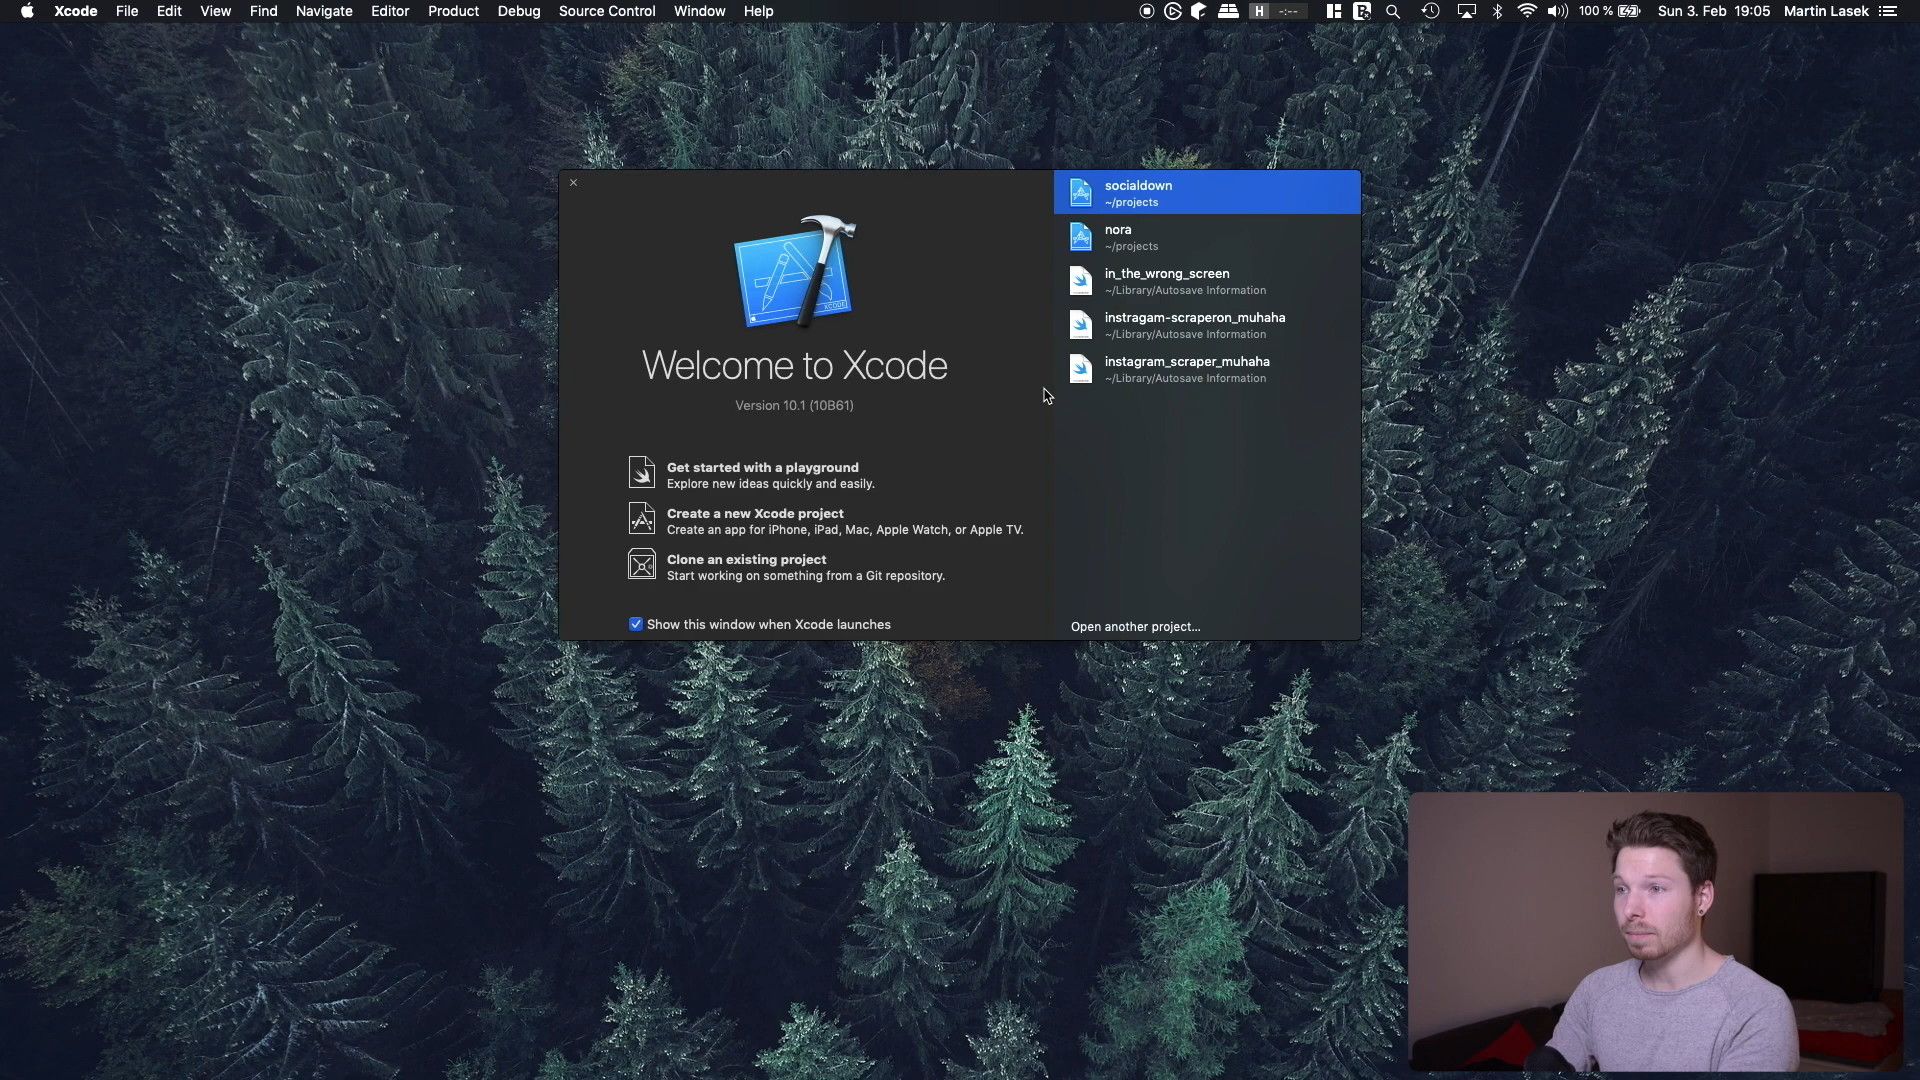 Xcode File Edit View Find Navigate Editor Product Debug Source Control Window Help
H -:-- 100 % Sun 3. Feb 19:05 Martin Lasek
XCODE
Welcome to Xcode
Version 10.1 (10B61)
Get started with a playground
Explore new ideas quickly and easily.
Create a new Xcode project
Create an app for iPhone, iPad, Mac, Apple Watch, or Apple TV.
Clone an existing project
Start working on something from a Git repository.
Show this window when Xcode launches
socialdown
~/projects
nora
~/projects
in_the_wrong_screen
~/Library/Autosave Information
instragam-scraperon_muhaha
~/Library/Autosave Information
instagram_scraper_muhaha
~/Library/Autosave Information
Open another project...